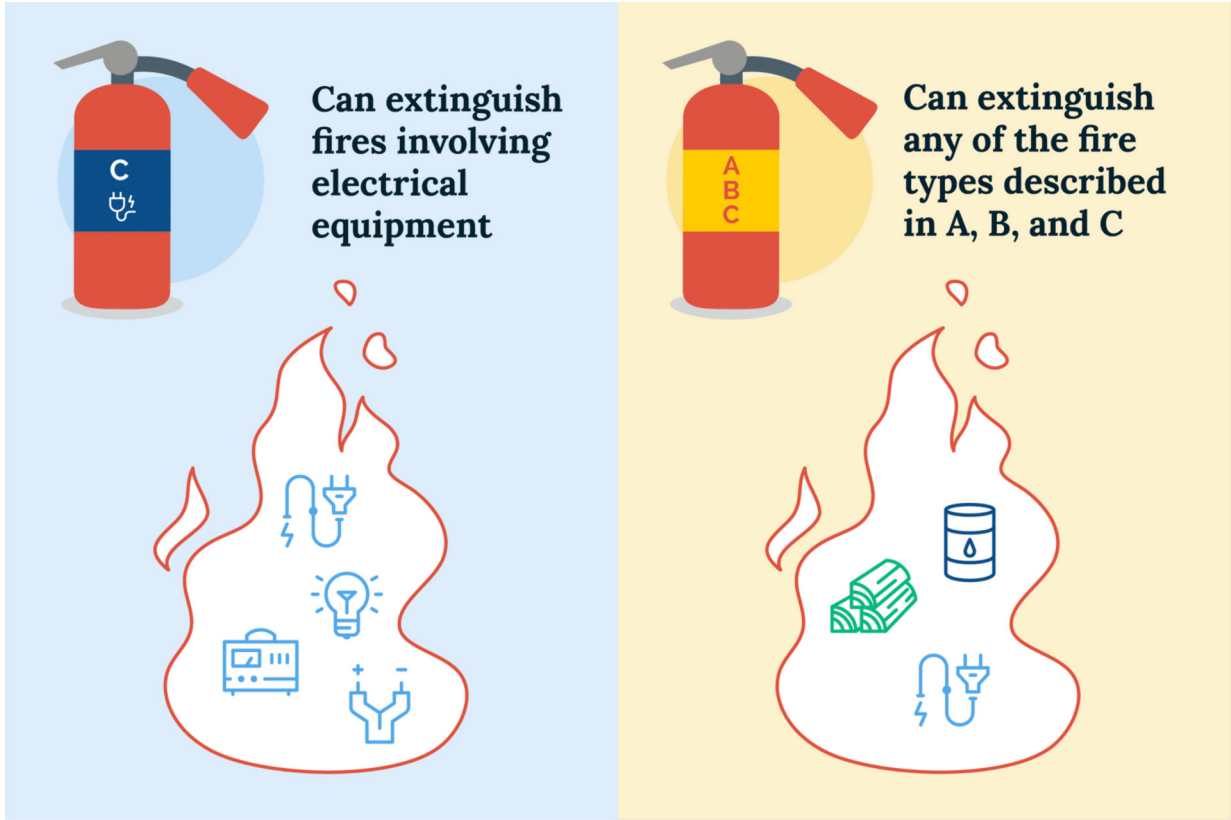 C
Can extinguish
fires involving
electrical
equipment
+ −
A
B
C
Can extinguish
any of the fire
types described
in A, B, and C